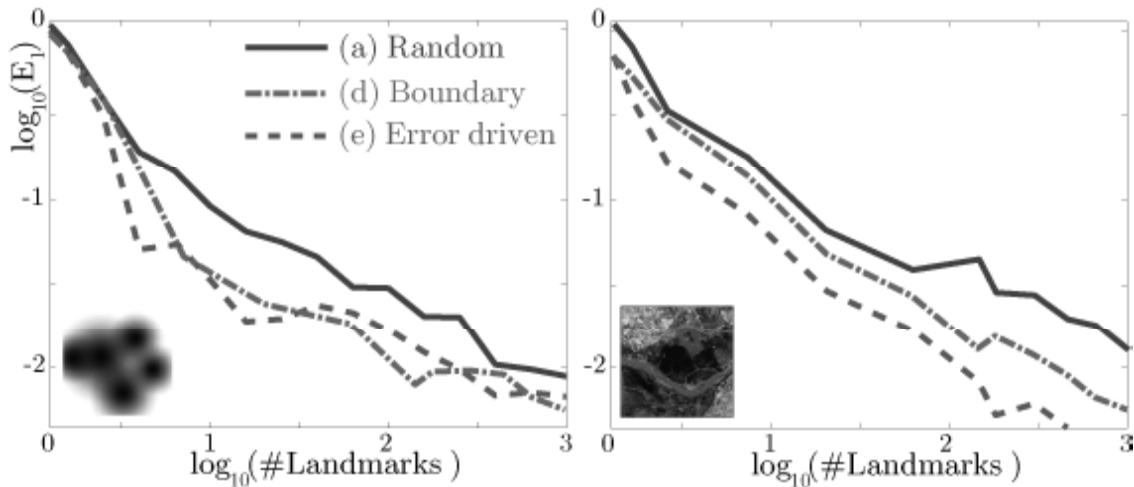 0
-1
-2
log10(E1)
(a) Random
(d) Boundary
(e) Error driven
0 1 2 3
log10(#Landmarks )
0
-1
-2
0 1 2 3
log10(#Landmarks )